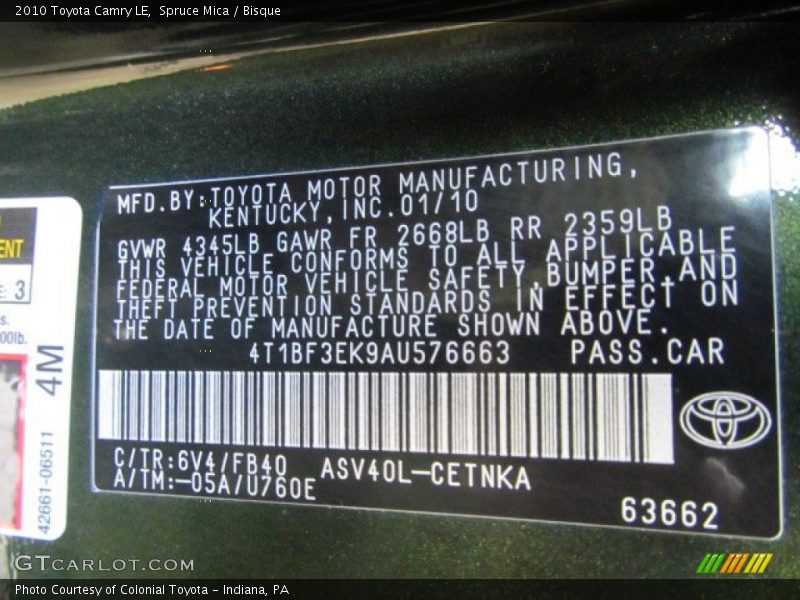 2010 Toyota Camry LE, Spruce Mica / Bisque
MFD.BY:TOYOTA MOTOR MANUFACTURING,
KENTUCKY,INC.01/10
GVWR 4345LB GAWR FR 2668LB RR 2359LB
THIS VEHICLE CONFORMS TO ALL APPLICABLE
FEDERAL MOTOR VEHICLE SAFETY,BUMPER,AND
THEFT PREVENTION STANDARDS IN EFFECT ON
THE DATE OF MANUFACTURE SHOWN ABOVE.
4T1BF3EK9AU576663 PASS.CAR
C/TR:6V4/FB40 ASV40L-CETNKA
A/TM:-05A/U760E
63662
3
4M
42661-06511
GTCARLOT.COM
Photo Courtesy of Colonial Toyota - Indiana, PA